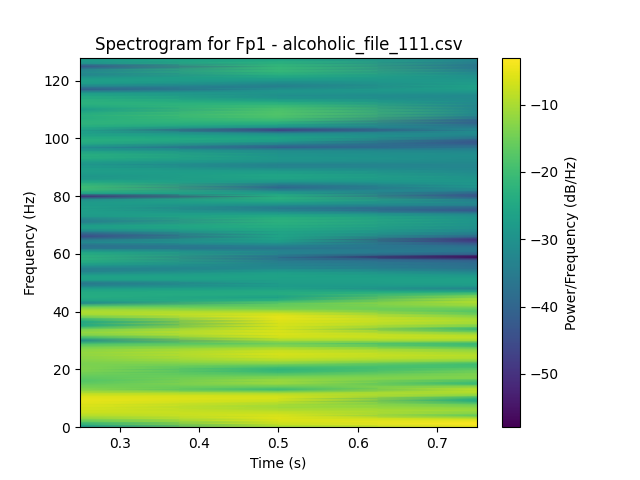 Spectrogram for Fp1 - alcoholic_file_111.csv
120
100
80
60
40
20
0
Frequency (Hz)
0.3 0.4 0.5 0.6 0.7
Time (s)
−10
−20
−30
−40
−50
Power/Frequency (dB/Hz)